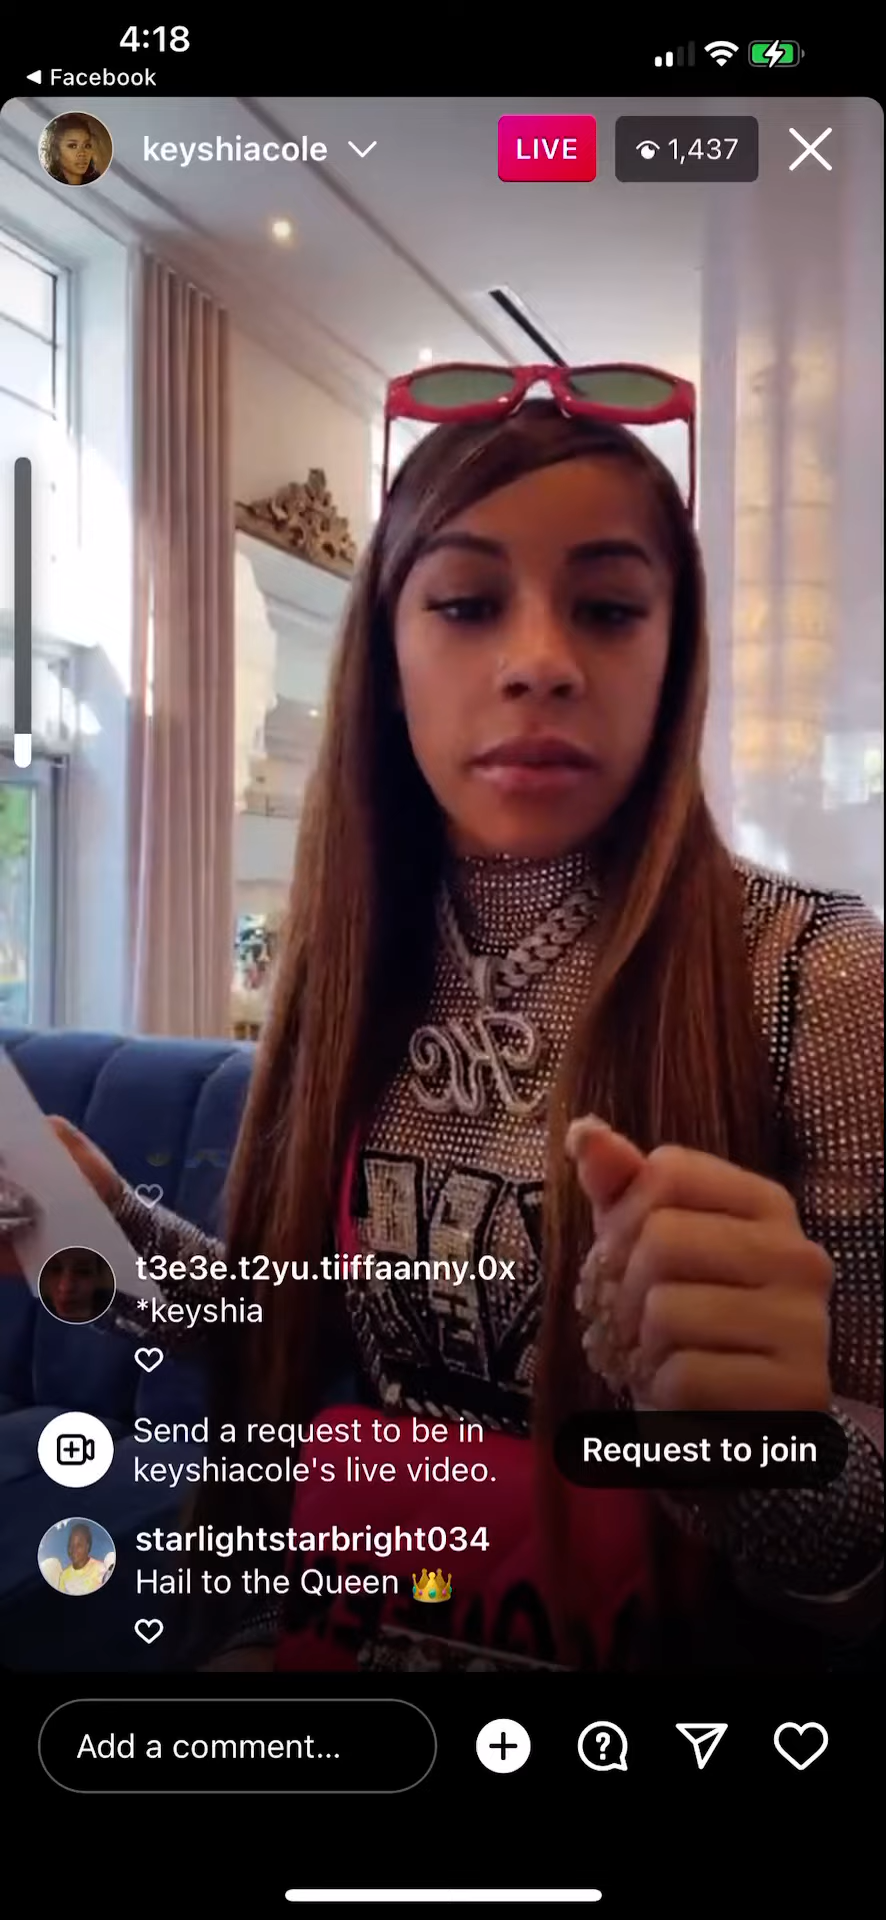 4:18
◀ Facebook
keyshiacole
LIVE
1,437
t3e3e.t2yu.tiiffaanny.0x
*keyshia
Send a request to be in
keyshiacole's live video.
Request to join
starlightstarbright034
Hail to the Queen 👑
Add a comment...